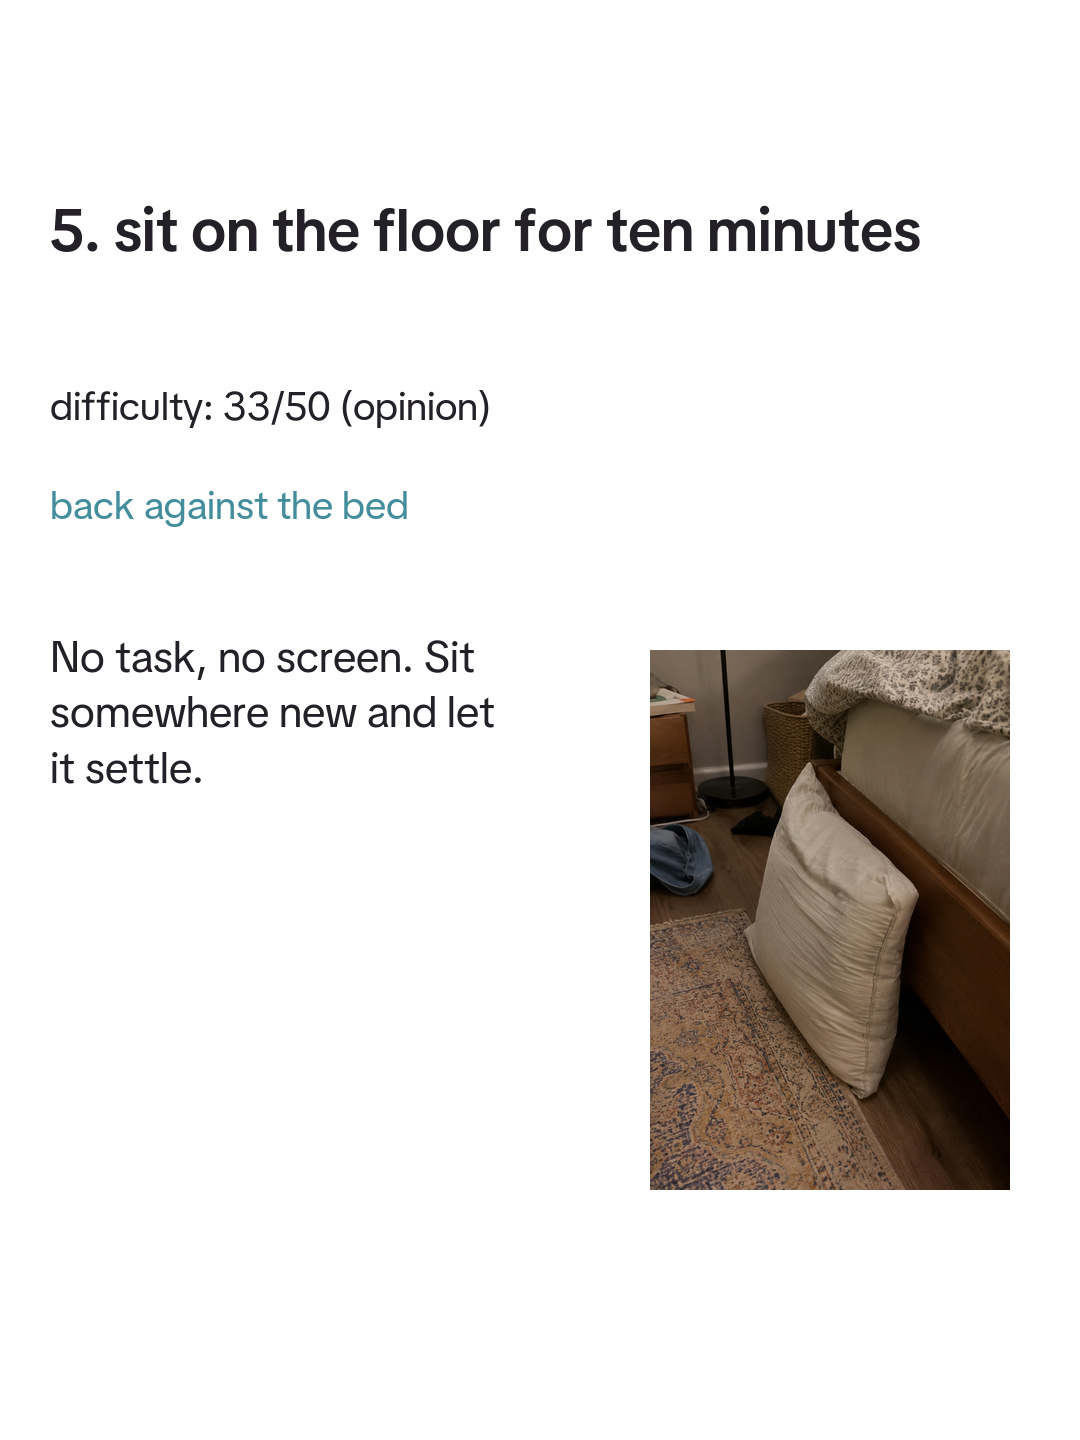 5. sit on the floor for ten minutes
difficulty: 33/50 (opinion)
back against the bed
No task, no screen. Sit
somewhere new and let
it settle.